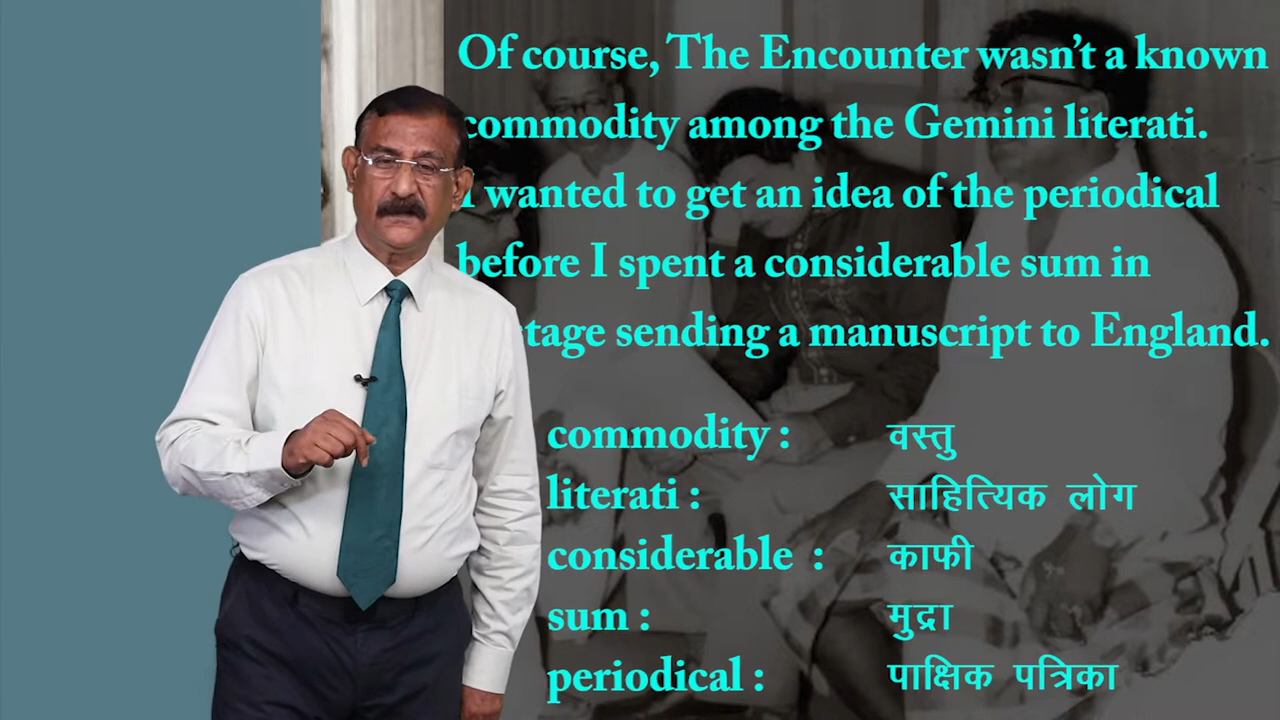 Of course, The Encounter wasn't a known
commodity among the Gemini literati.
I wanted to get an idea of the periodical
before I spent a considerable sum in
sending a manuscript to England.
commodity : वस्तु
literati : साहित्यिक लोग
considerable : काफी
sum : मुद्रा
periodical : पाक्षिक पत्रिका